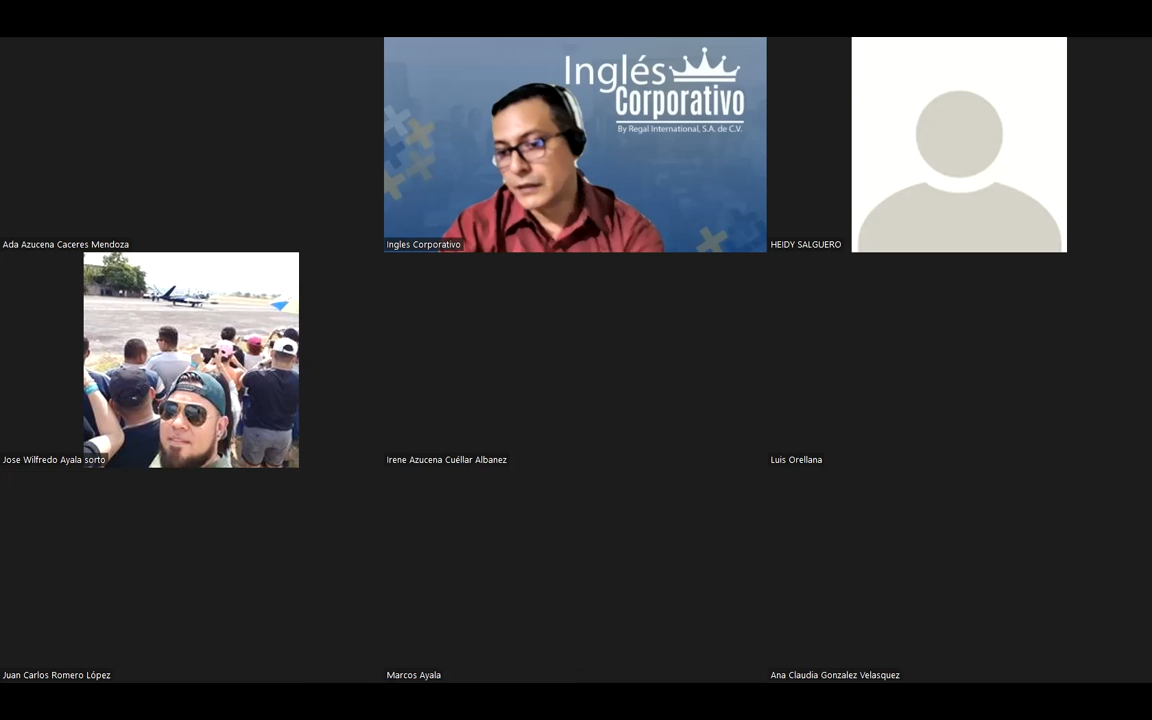 Inglés
Corporativo
By Regal International, S.A. de C.V.
Ada Azucena Caceres Mendoza
Ingles Corporativo
HEIDY SALGUERO
Jose Wilfredo Ayala sorto
Irene Azucena Cuéllar Albanez
Luis Orellana
Juan Carlos Romero López
Marcos Ayala
Ana Claudia Gonzalez Velasquez